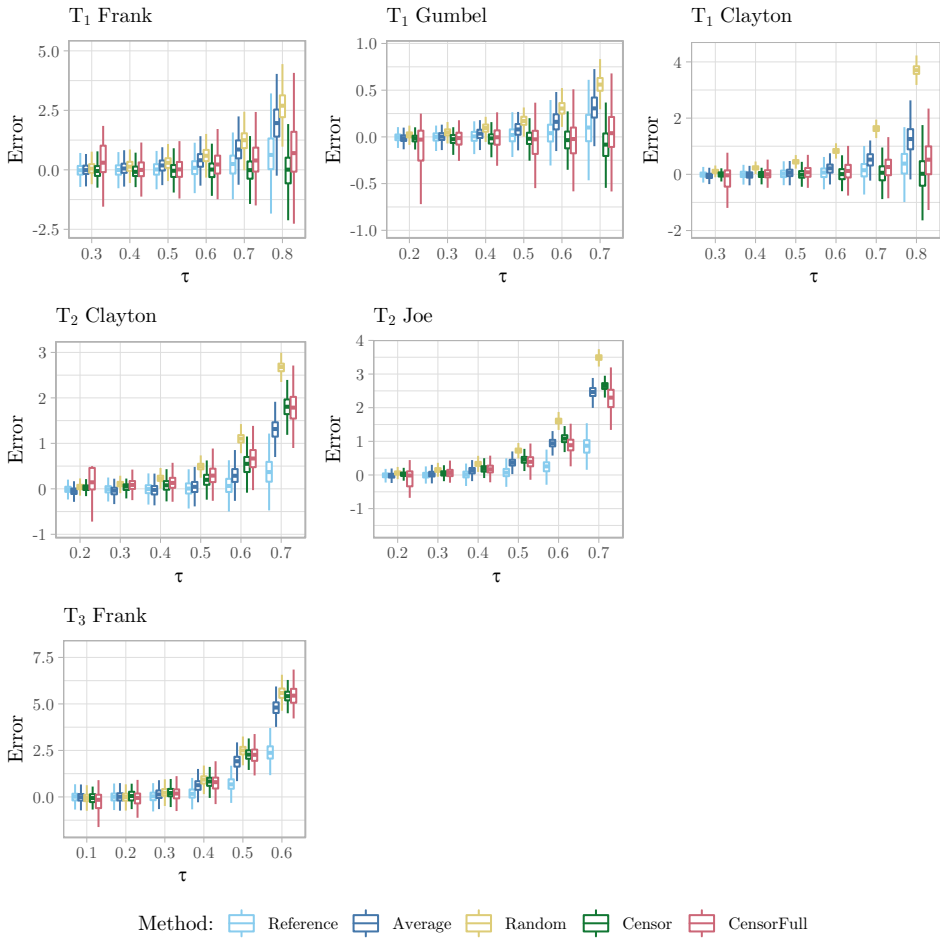 T₁ Frank
T₁ Gumbel
T₁ Clayton
Error
5.0
2.5
0.0
-2.5
0.3 0.4 0.5 0.6 0.7 0.8
τ
Error
1.0
0.5
0.0
-0.5
-1.0
0.2 0.3 0.4 0.5 0.6 0.7
τ
Error
4
2
0
-2
0.3 0.4 0.5 0.6 0.7 0.8
τ
T₂ Clayton
T₂ Joe
Error
3
2
1
0
-1
0.2 0.3 0.4 0.5 0.6 0.7
τ
Error
4
3
2
1
0
-1
0.2 0.3 0.4 0.5 0.6 0.7
τ
T₃ Frank
Error
7.5
5.0
2.5
0.0
0.1 0.2 0.3 0.4 0.5 0.6
τ
Method: Reference Average Random Censor CensorFull